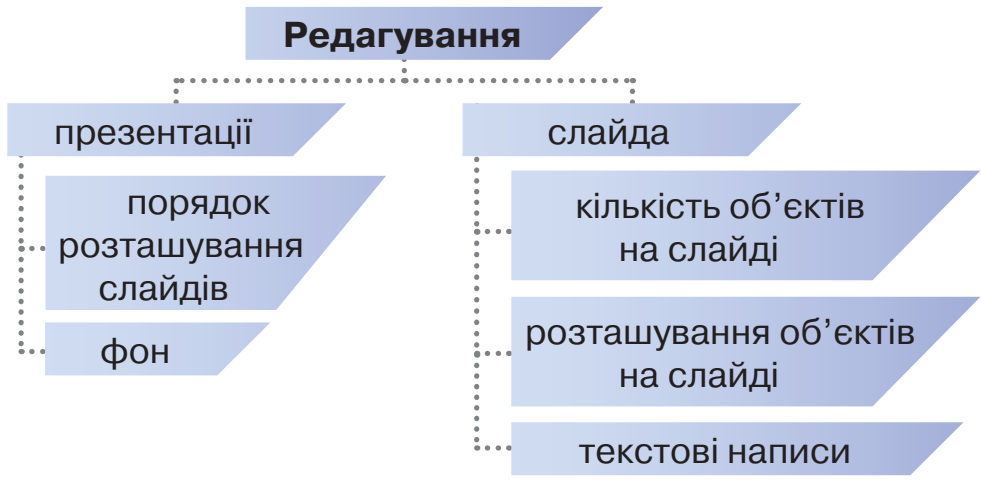 Редагування
презентації
порядок
розташування
слайдів
фон
слайда
кількість об’єктів
на слайді
розташування об’єктів
на слайді
текстові написи